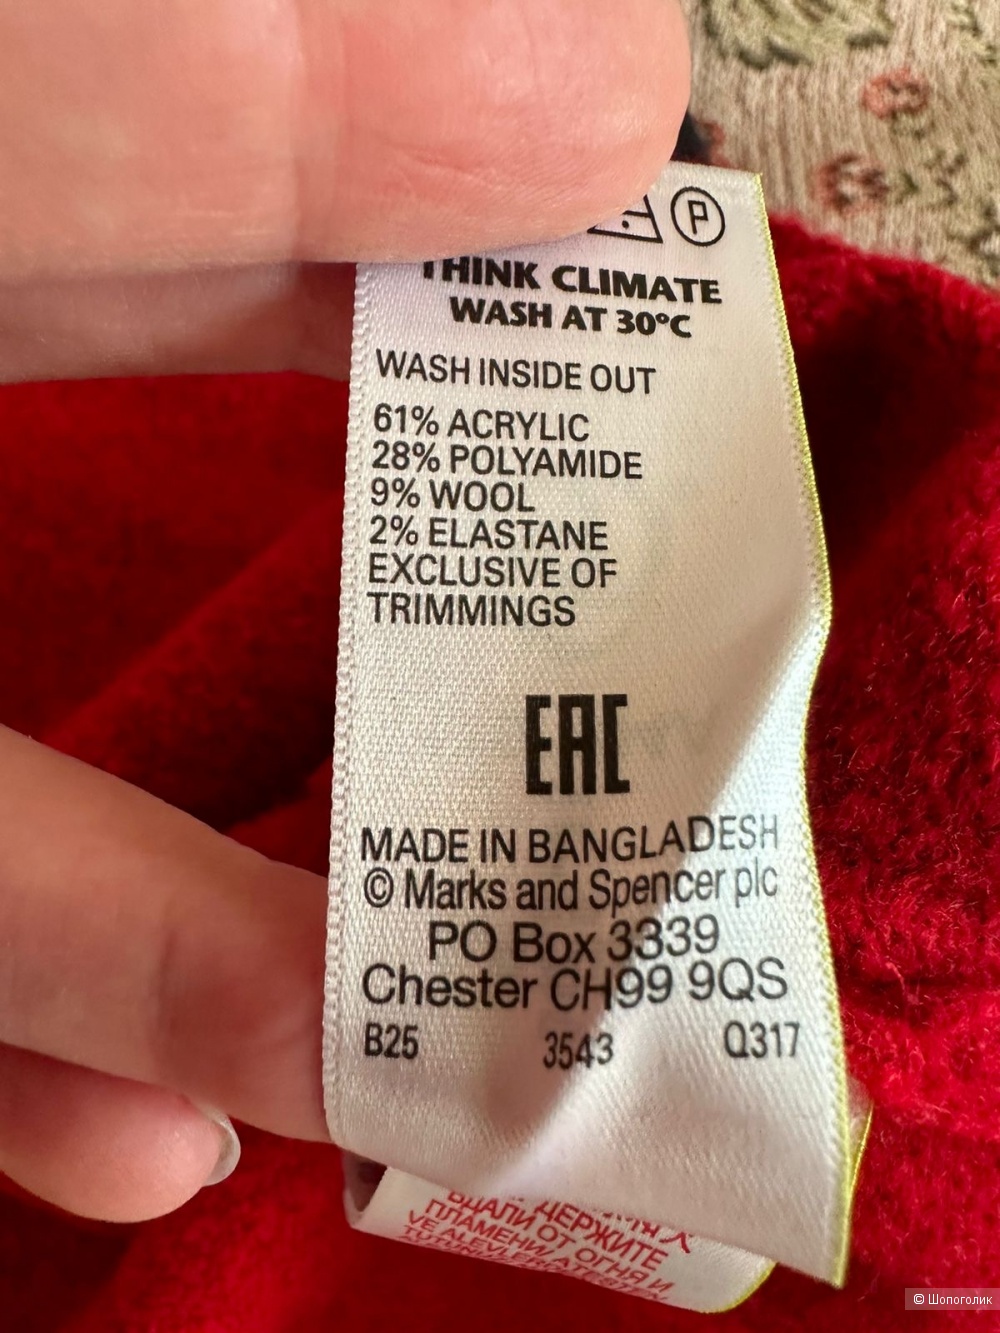 P
THINK CLIMATE
WASH AT 30°C
WASH INSIDE OUT
61% ACRYLIC
28% POLYAMIDE
9% WOOL
2% ELASTANE
EXCLUSIVE OF
TRIMMINGS
EAC
MADE IN BANGLADESH
© Marks and Spencer plc
PO Box 3339
Chester CH99 9QS
B25 3543 Q317
ДЕРЖИТЕ
ВДАЛИ ОТ ОГНЯ И
ПЛАМЕНИ/
© Шопоголик